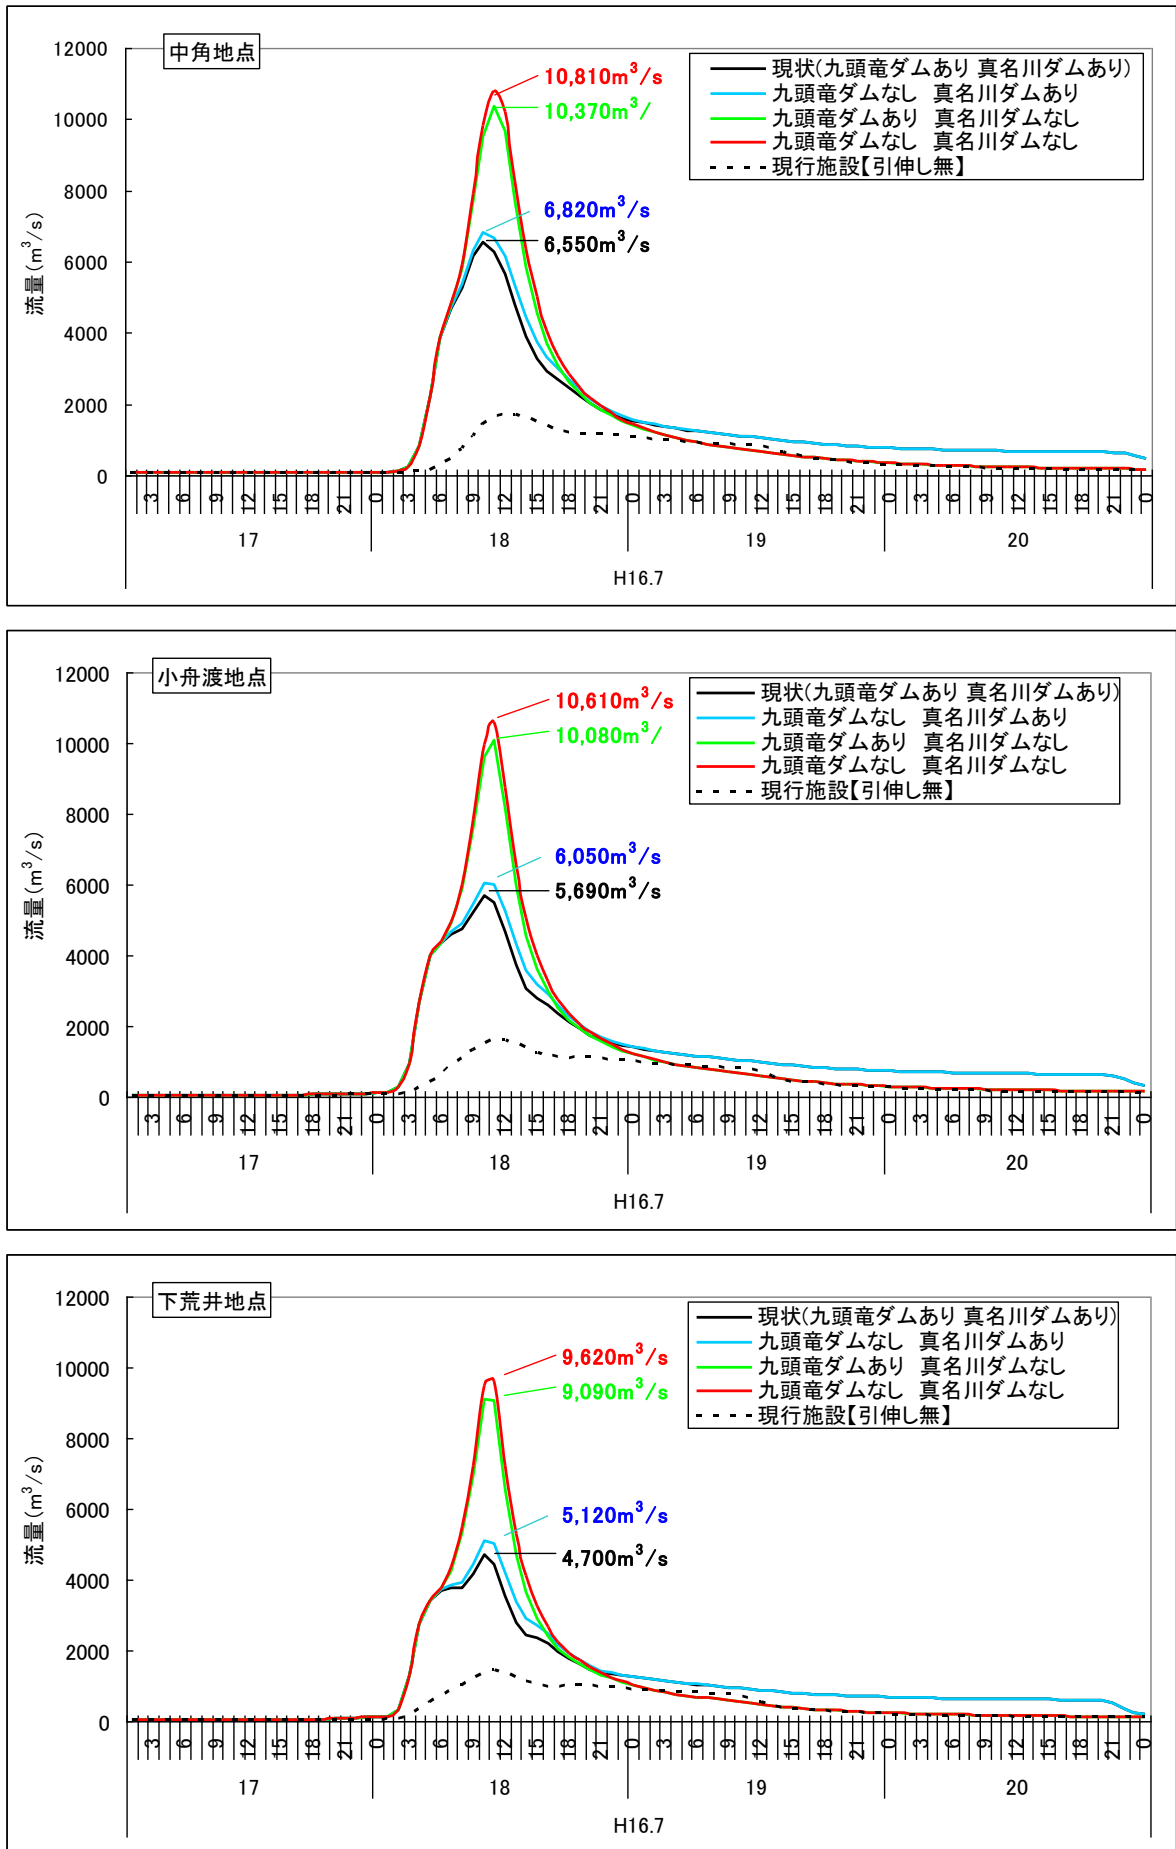 中角地点
12000
10000
8000
6000
4000
2000
0
流量(m³/s)
10,810m³/s
10,370m³/
6,820m³/s
6,550m³/s
現状(九頭竜ダムあり 真名川ダムあり)
九頭竜ダムなし 真名川ダムあり
九頭竜ダムあり 真名川ダムなし
九頭竜ダムなし 真名川ダムなし
現行施設【引伸し無】
3 6 9 12 15 18 21 0 3 6 9 12 15 18 21 0 3 6 9 12 15 18 21 0 3 6 9 12 15 18 21 0
17 18 19 20
H16.7
小舟渡地点
12000
10000
8000
6000
4000
2000
0
流量(m³/s)
10,610m³/s
10,080m³/
6,050m³/s
5,690m³/s
現状(九頭竜ダムあり 真名川ダムあり)
九頭竜ダムなし 真名川ダムあり
九頭竜ダムあり 真名川ダムなし
九頭竜ダムなし 真名川ダムなし
現行施設【引伸し無】
3 6 9 12 15 18 21 0 3 6 9 12 15 18 21 0 3 6 9 12 15 18 21 0 3 6 9 12 15 18 21 0
17 18 19 20
H16.7
下荒井地点
12000
10000
8000
6000
4000
2000
0
流量(m³/s)
9,620m³/s
9,090m³/s
5,120m³/s
4,700m³/s
現状(九頭竜ダムあり 真名川ダムあり)
九頭竜ダムなし 真名川ダムあり
九頭竜ダムあり 真名川ダムなし
九頭竜ダムなし 真名川ダムなし
現行施設【引伸し無】
3 6 9 12 15 18 21 0 3 6 9 12 15 18 21 0 3 6 9 12 15 18 21 0 3 6 9 12 15 18 21 0
17 18 19 20
H16.7